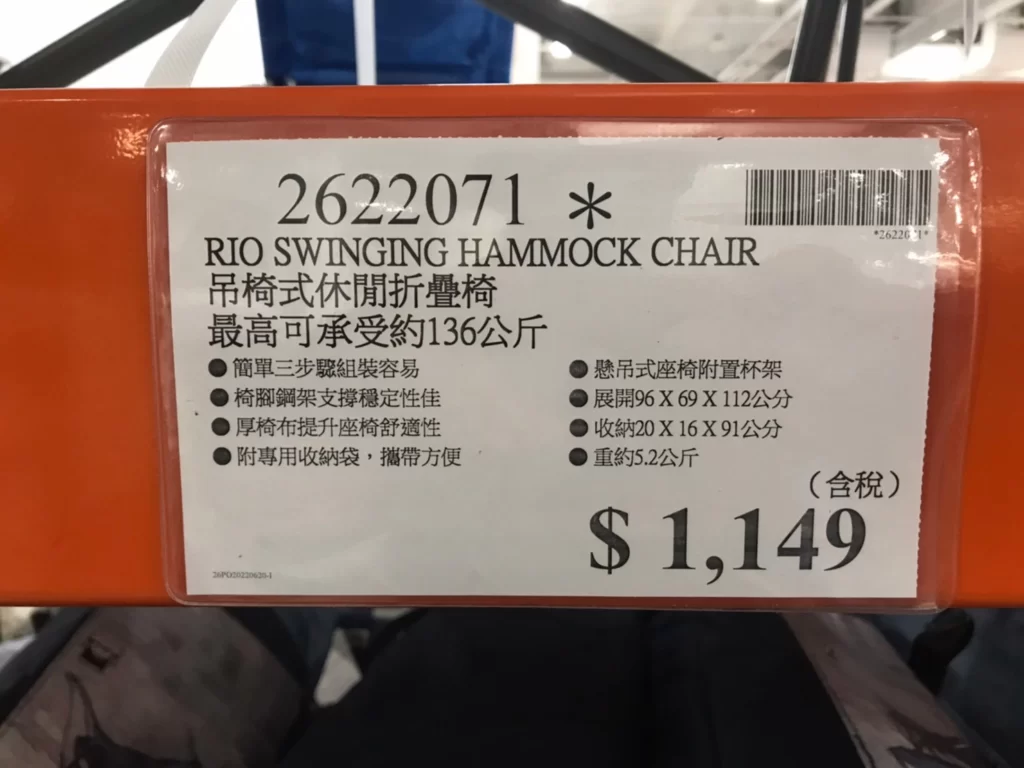 2622071 *
*2622071*
RIO SWINGING HAMMOCK CHAIR
吊椅式休閒折疊椅
最高可承受約136公斤
●簡單三步驟組裝容易
●椅腳鋼架支撐穩定性佳
●厚椅布提升座椅舒適性
●附專用收納袋，攜帶方便
●懸吊式座椅附置杯架
●展開96 X 69 X 112公分
●收納20 X 16 X 91公分
●重約5.2公斤
（含稅）
$ 1,149
26PG20220620-1